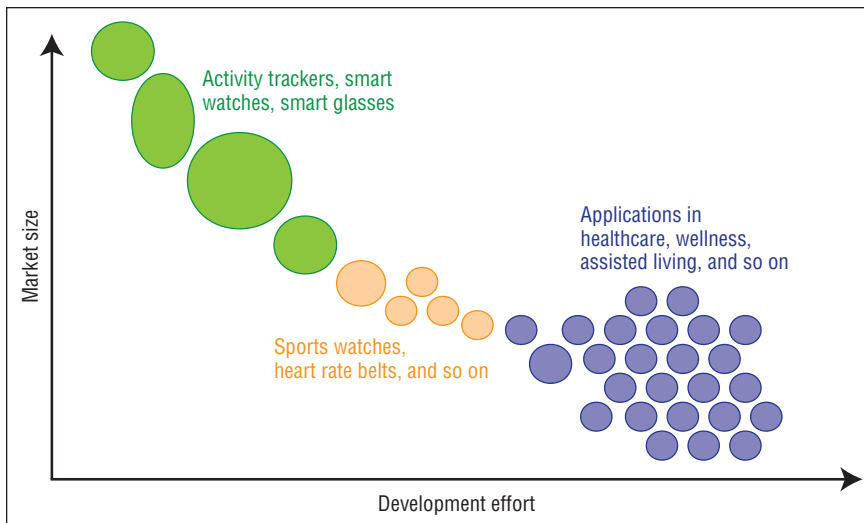 Activity trackers, smart
watches, smart glasses
Applications in
healthcare, wellness,
assisted living, and so on
Sports watches,
heart rate belts, and so on
Market size
Development effort